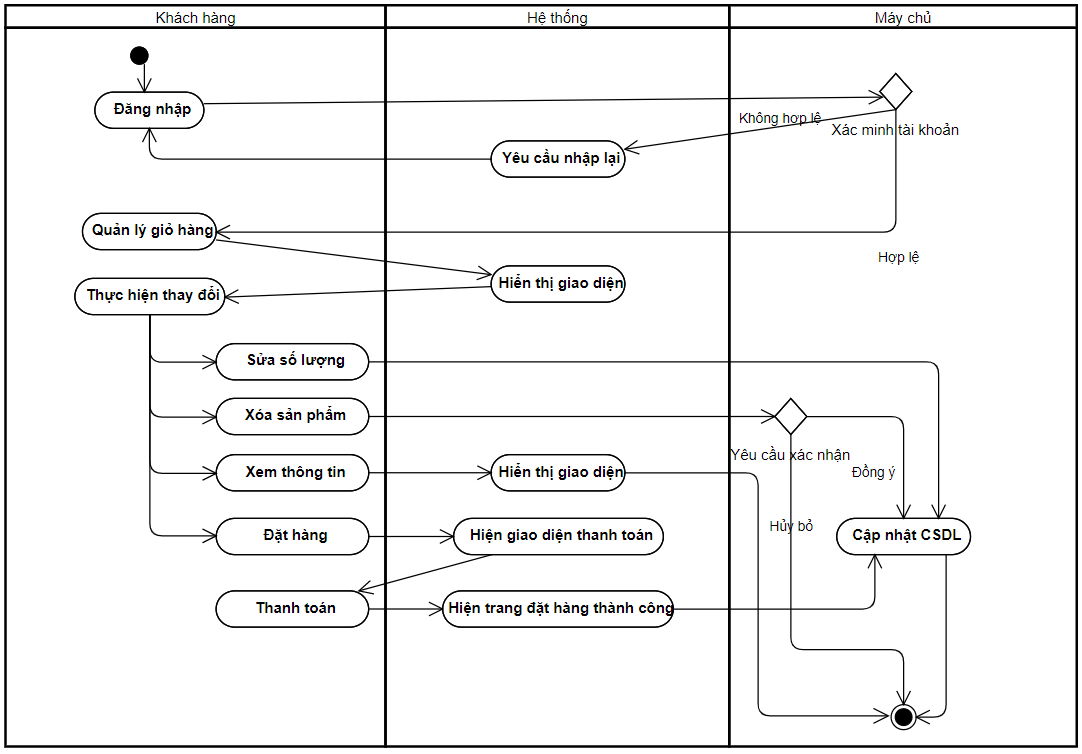 Khách hàng
Hệ thống
Máy chủ
Đăng nhập
Không hợp lệ
Xác minh tài khoản
Yêu cầu nhập lại
Quản lý giỏ hàng
Hợp lệ
Hiển thị giao diện
Thực hiện thay đổi
Sửa số lượng
Xóa sản phẩm
Yêu cầu xác nhận
Xem thông tin
Hiển thị giao diện
Đồng ý
Hủy bỏ
Đặt hàng
Hiện giao diện thanh toán
Cập nhật CSDL
Thanh toán
Hiện trang đặt hàng thành công